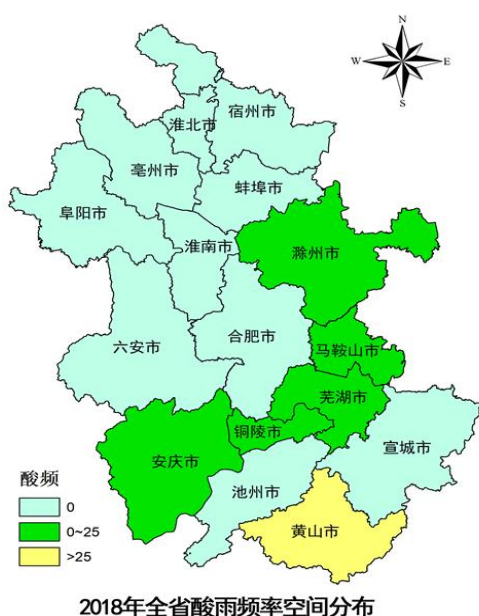 N
W E
S
宿州市
淮北市
亳州市
蚌埠市
阜阳市
淮南市
滁州市
六安市
合肥市
马鞍山市
芜湖市
铜陵市
宣城市
安庆市
池州市
黄山市
酸频
0
0~25
>25
2018年全省酸雨频率空间分布